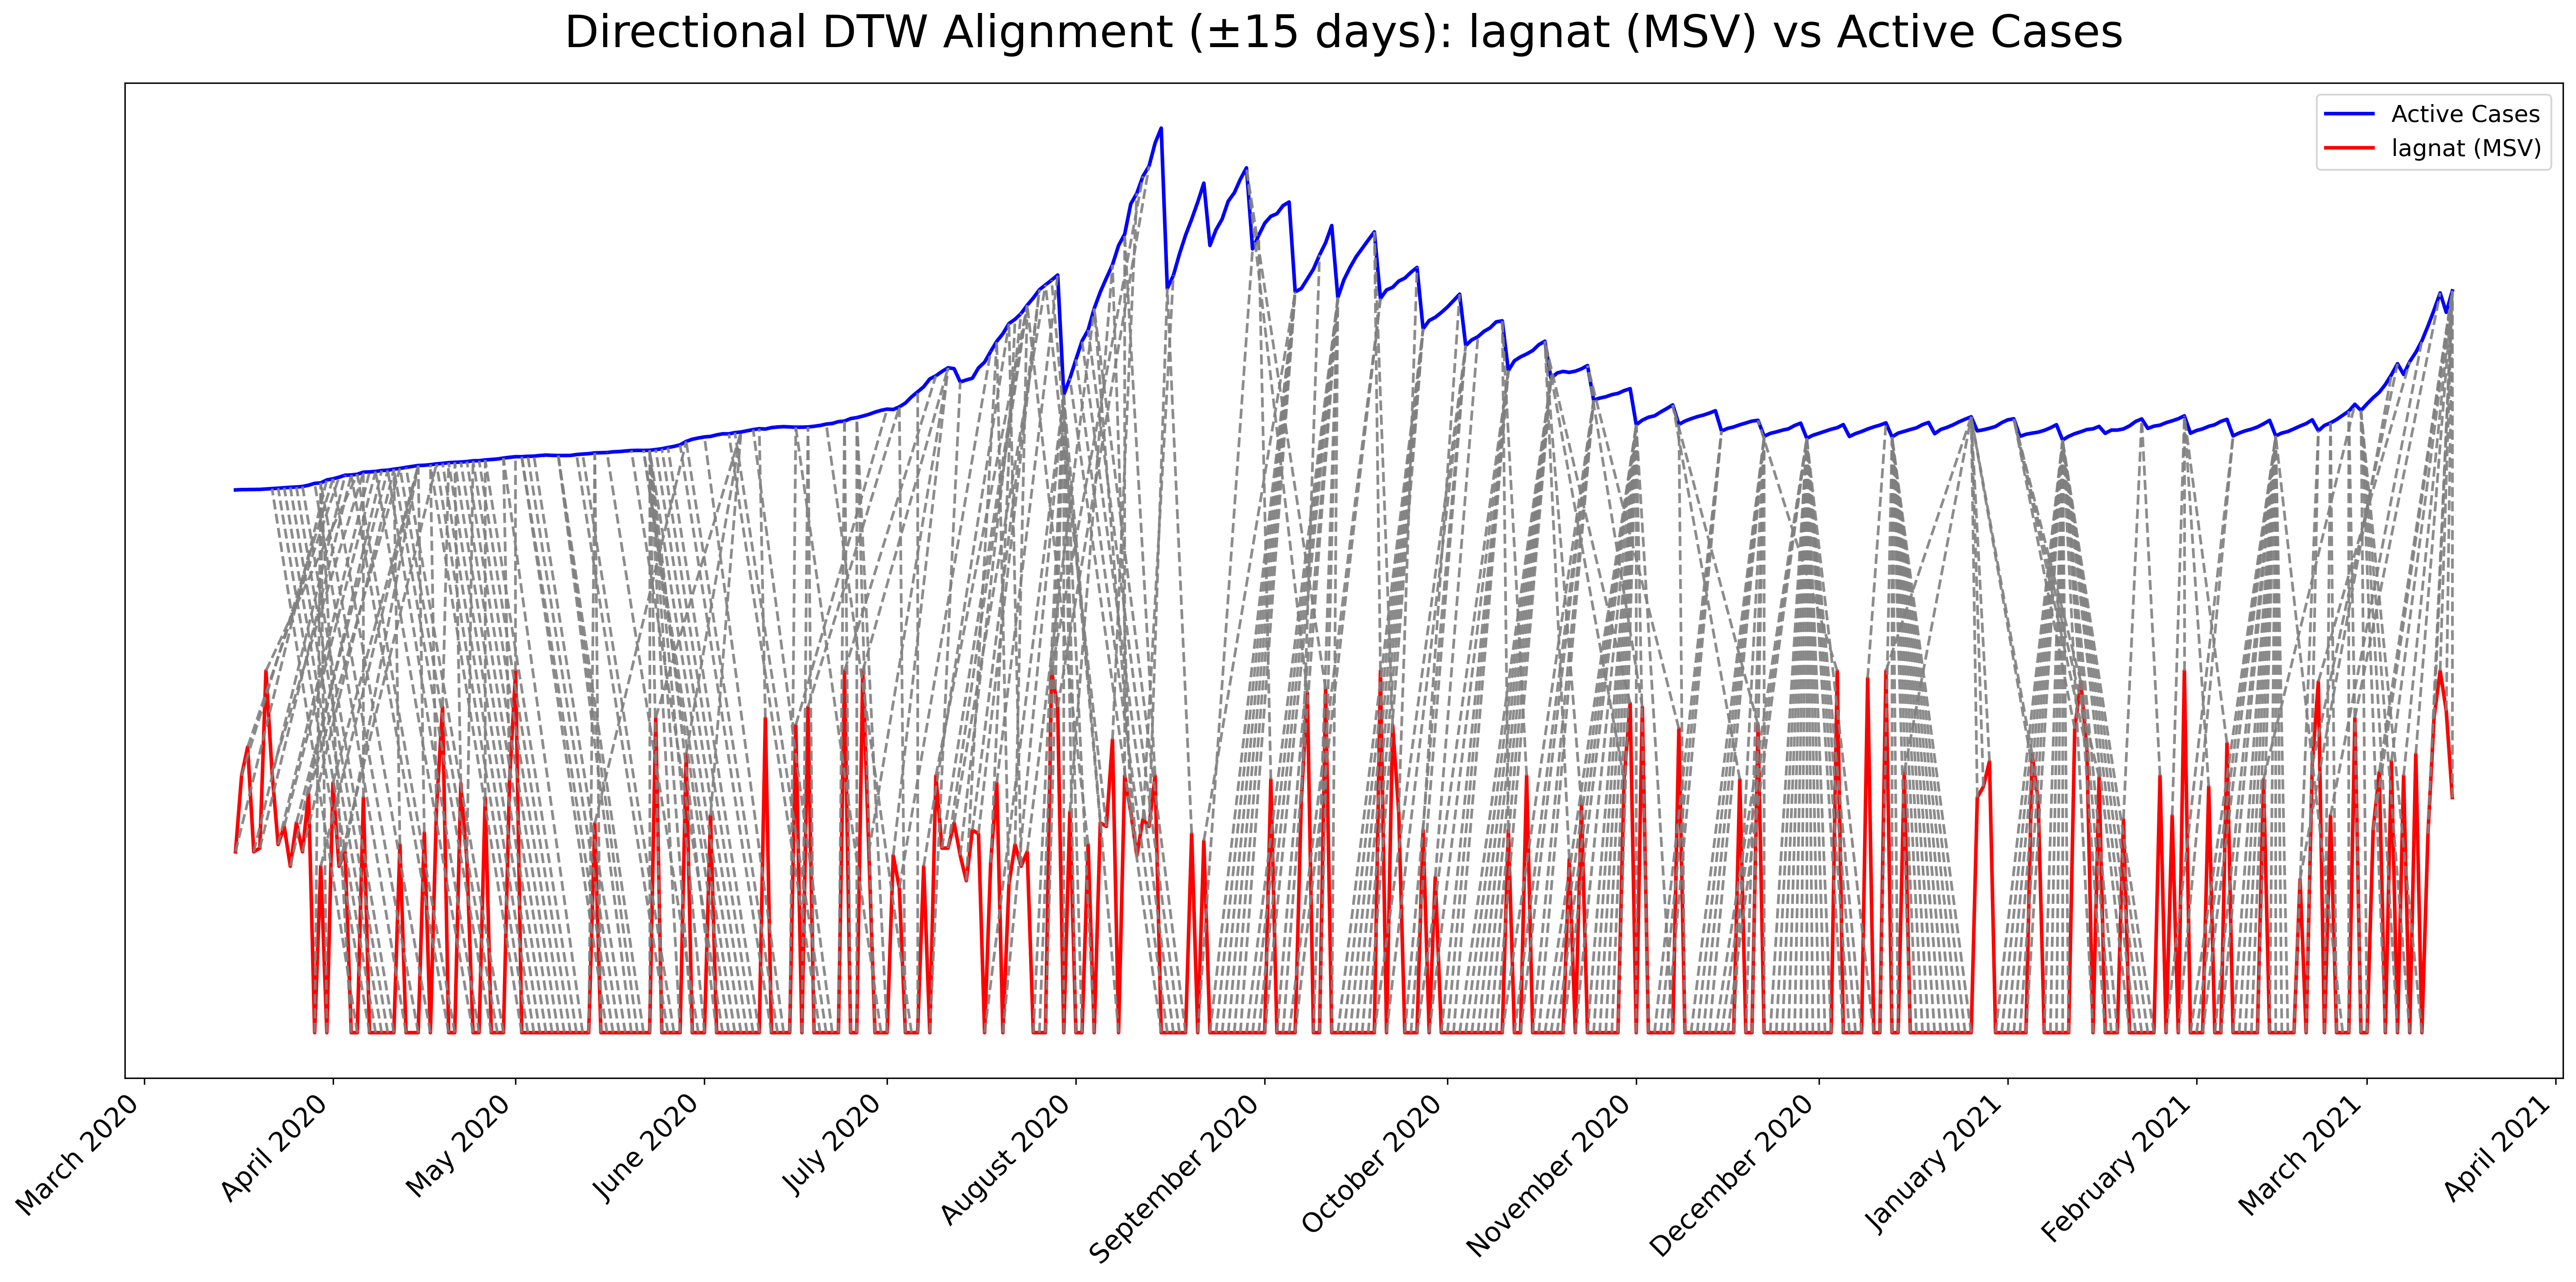 Directional DTW Alignment (±15 days): lagnat (MSV) vs Active Cases
Active Cases
lagnat (MSV)
March 2020
April 2020
May 2020
June 2020
July 2020
August 2020
September 2020
October 2020
November 2020
December 2020
January 2021
February 2021
March 2021
April 2021